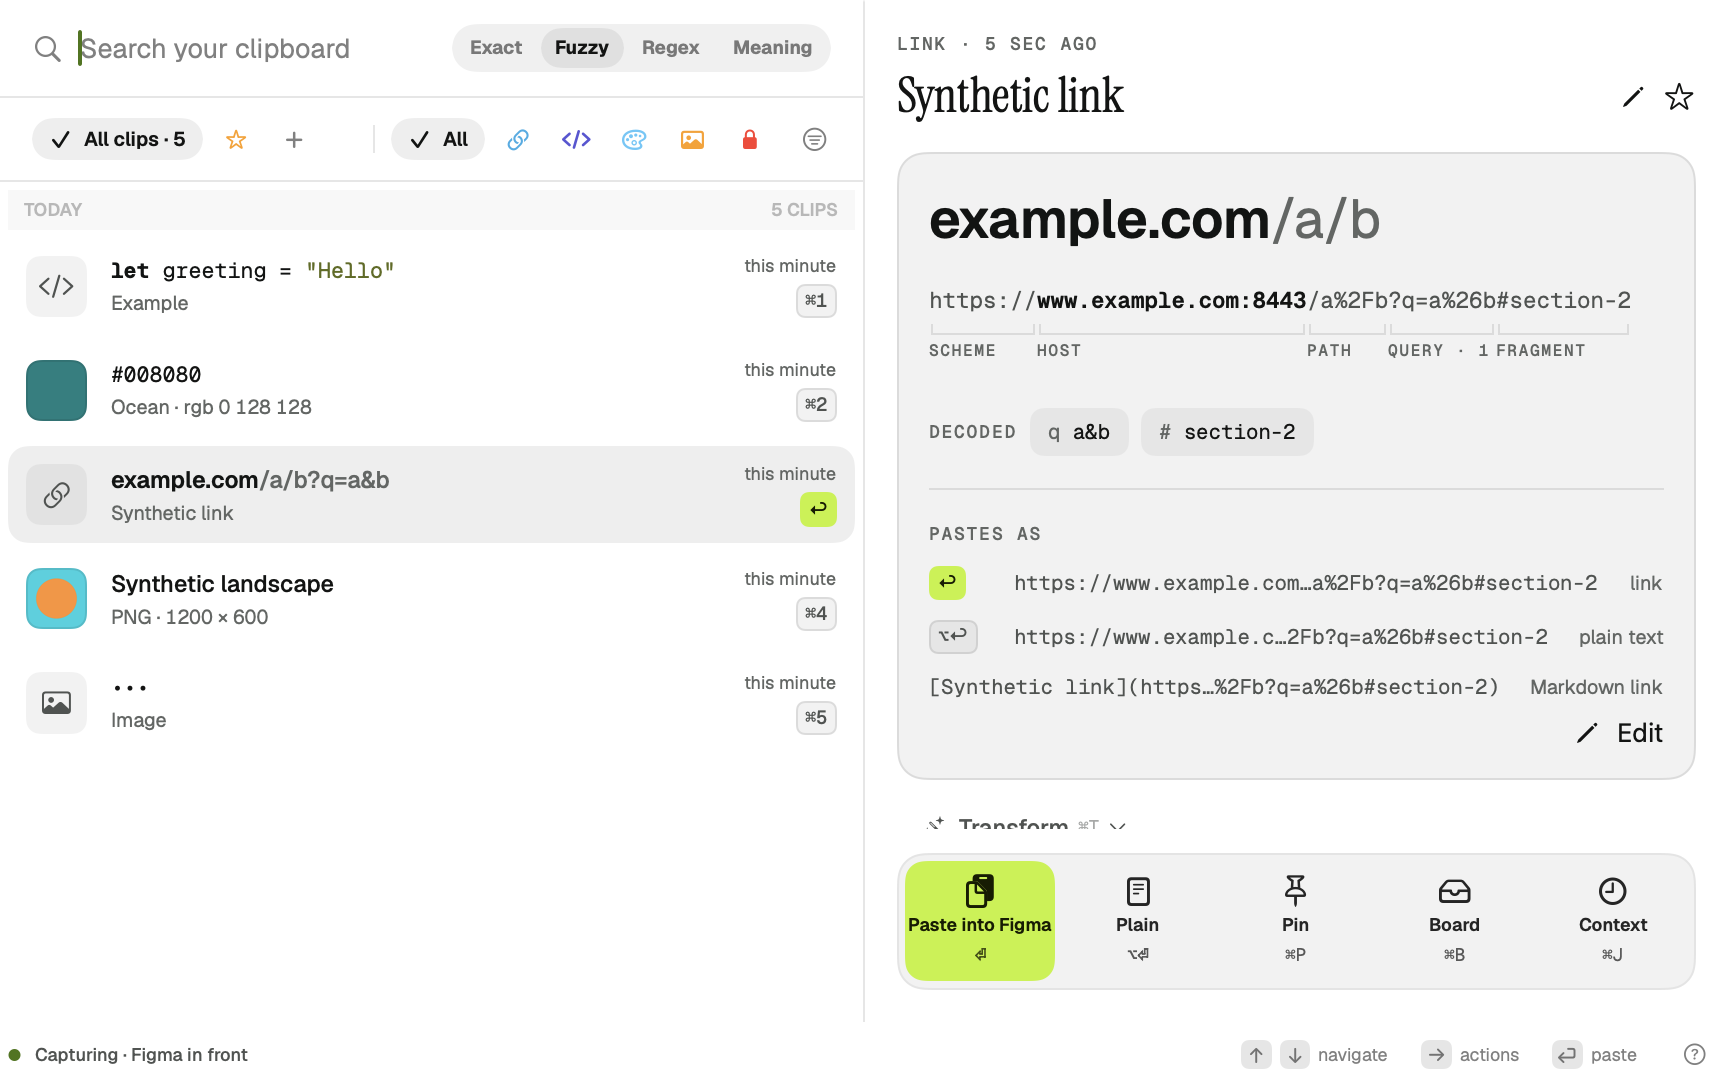 Search your clipboard
Exact Fuzzy Regex Meaning
All clips · 5
All
TODAY 5 CLIPS
let greeting = "Hello" this minute
Example ⌘1
#008080 this minute
Ocean · rgb 0 128 128 ⌘2
example.com/a/b?q=a&b this minute
Synthetic link
Synthetic landscape this minute
PNG · 1200 × 600 ⌘4
... this minute
Image ⌘5
LINK · 5 SEC AGO
Synthetic link
example.com/a/b
https://www.example.com:8443/a%2Fb?q=a%26b#section-2
SCHEME HOST PATH QUERY · 1 FRAGMENT
DECODED q a&b # section-2
PASTES AS
https://www.example.com…a%2Fb?q=a%26b#section-2 link
⌥↩ https://www.example.c…2Fb?q=a%26b#section-2 plain text
[Synthetic link](https…%2Fb?q=a%26b#section-2) Markdown link
Edit
Transform ⌘T
Paste into Figma Plain Pin Board Context
⏎ ⌥⏎ ⌘P ⌘B ⌘J
Capturing · Figma in front
↑ ↓ navigate → actions ↩ paste ?